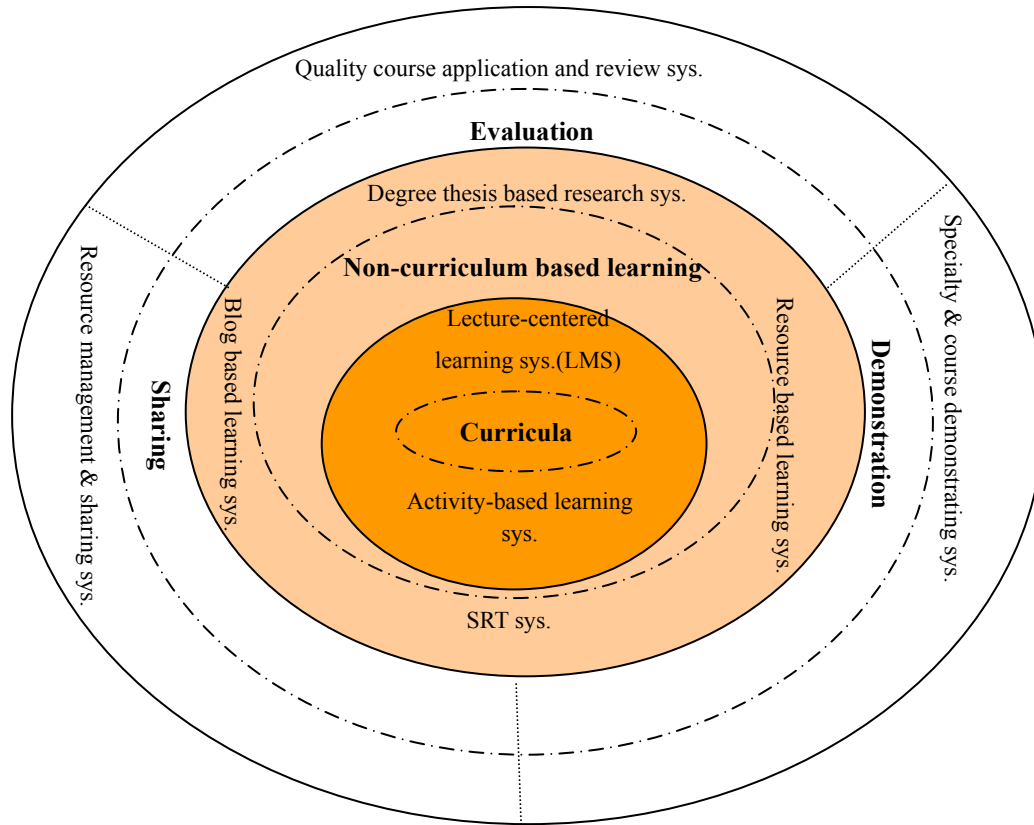 Quality course application and review sys.
Evaluation
Degree thesis based research sys.
Non-curriculum based learning
Lecture-centered
learning sys.(LMS)
Curricula
Activity-based learning
sys.
SRT sys.
Resource management & sharing sys.
Sharing
Blog based learning sys.
Resource based learning sys.
Demonstration
Specialty & course demonstrating sys.